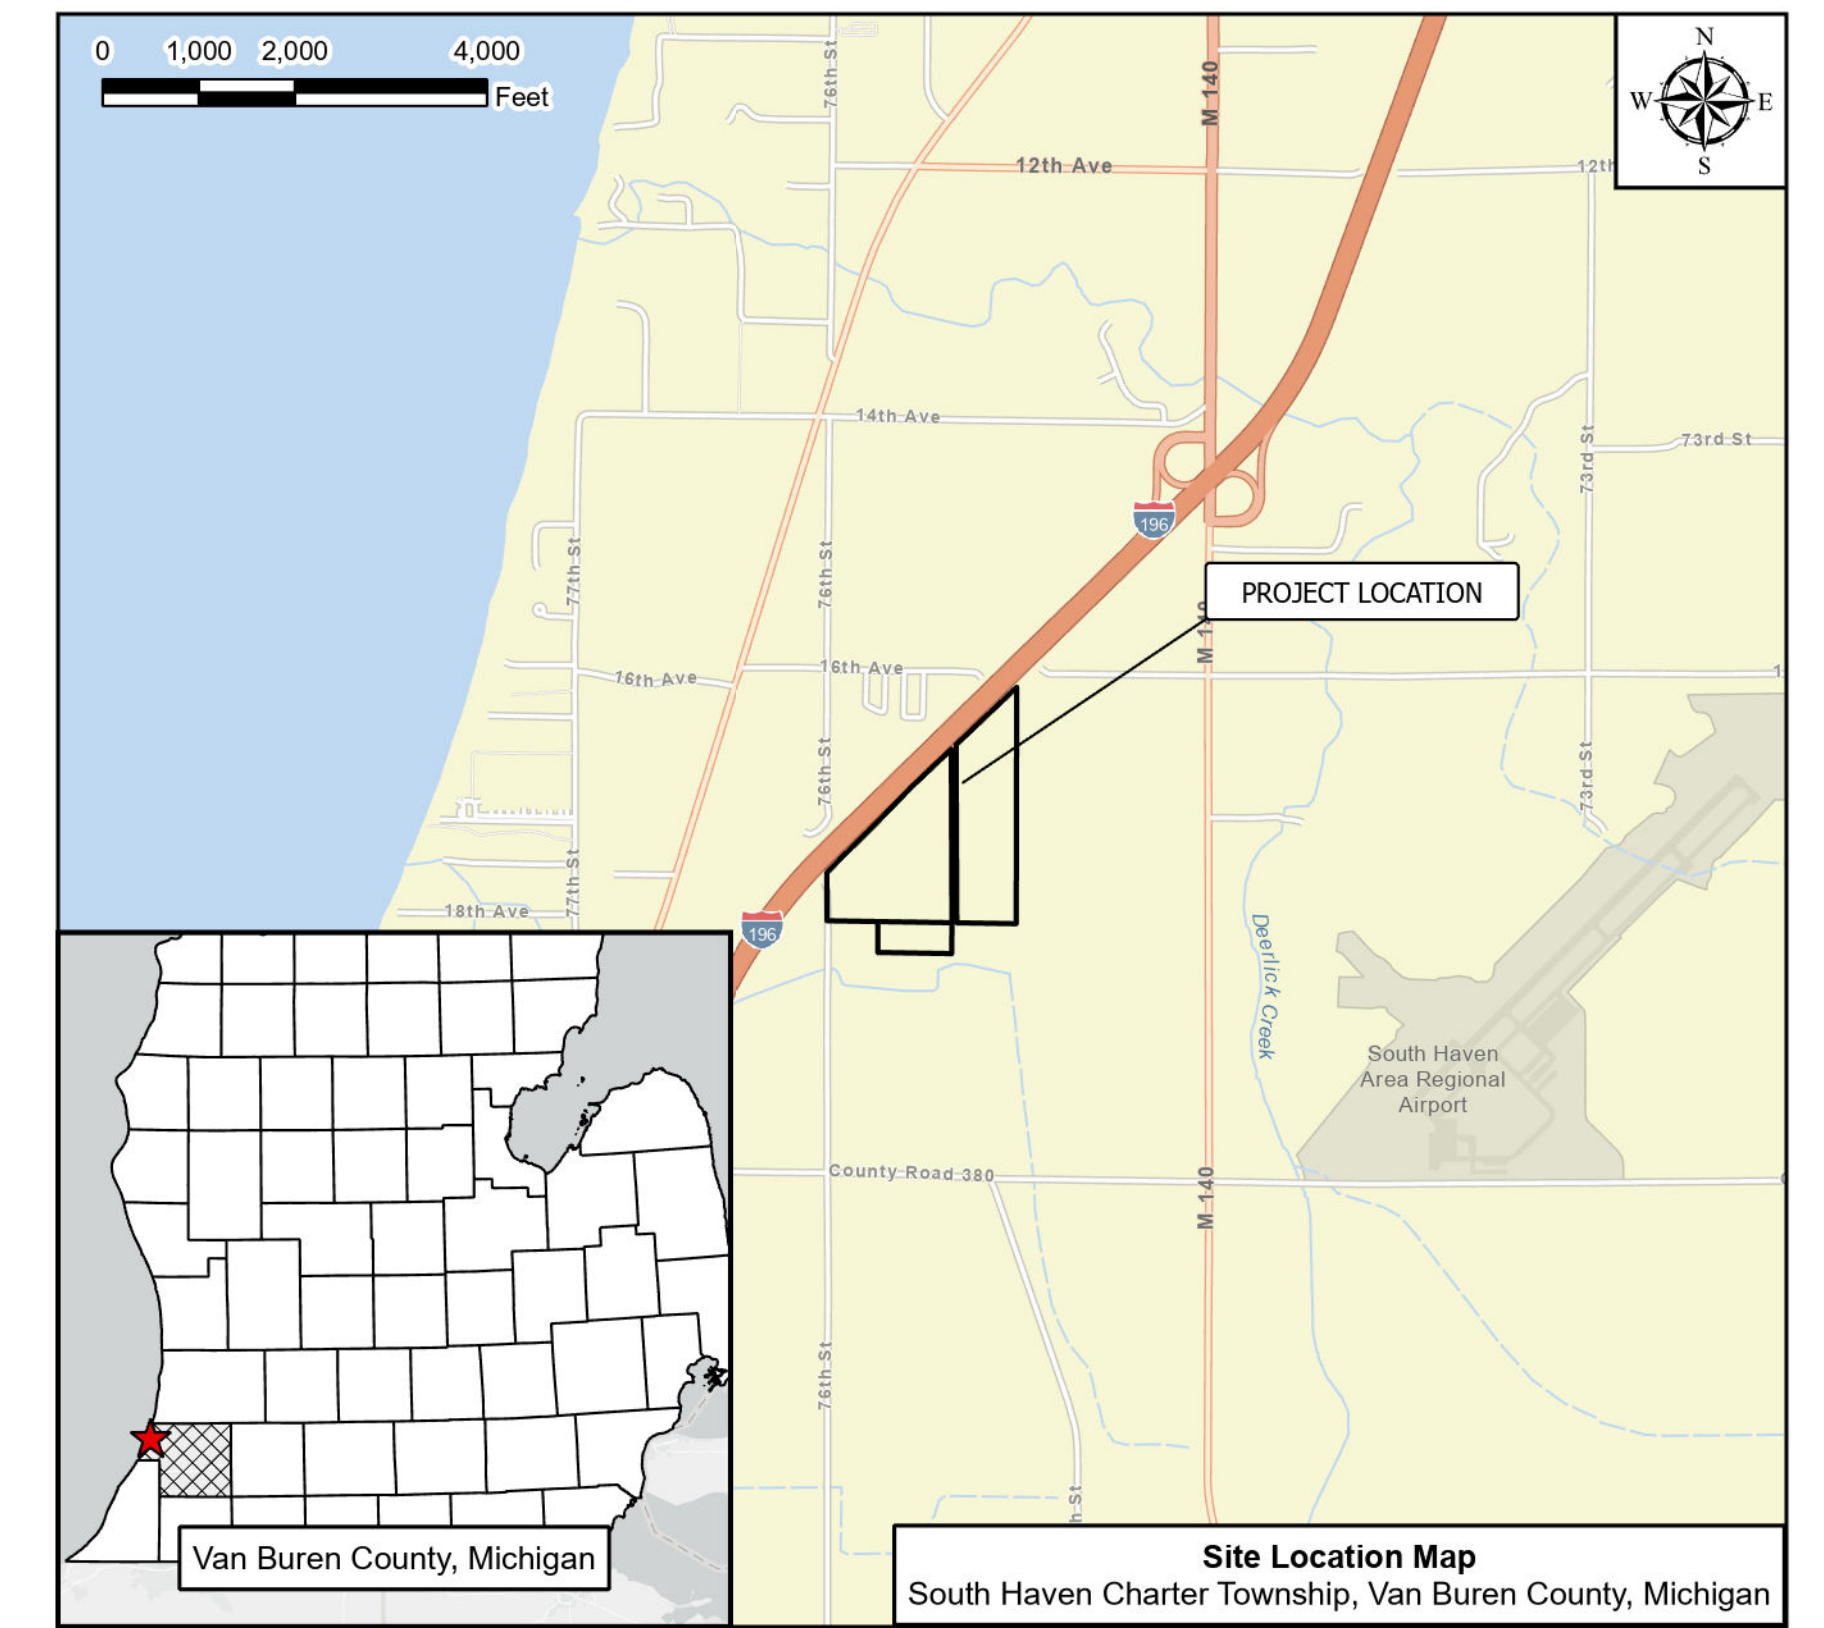 0 1,000 2,000 4,000
Feet
N
W E
S
76th St
M 140
12th Ave
12th
14th Ave
73rd St
73rd St
196
77th St
76th St
PROJECT LOCATION
M 140
16th Ave
16th Ave
76th St
73rd St
77th St
18th Ave
196
Deerlick Creek
South Haven
Area Regional
Airport
County Road 380
M 140
76th St
h St
Van Buren County, Michigan
Site Location Map
South Haven Charter Township, Van Buren County, Michigan